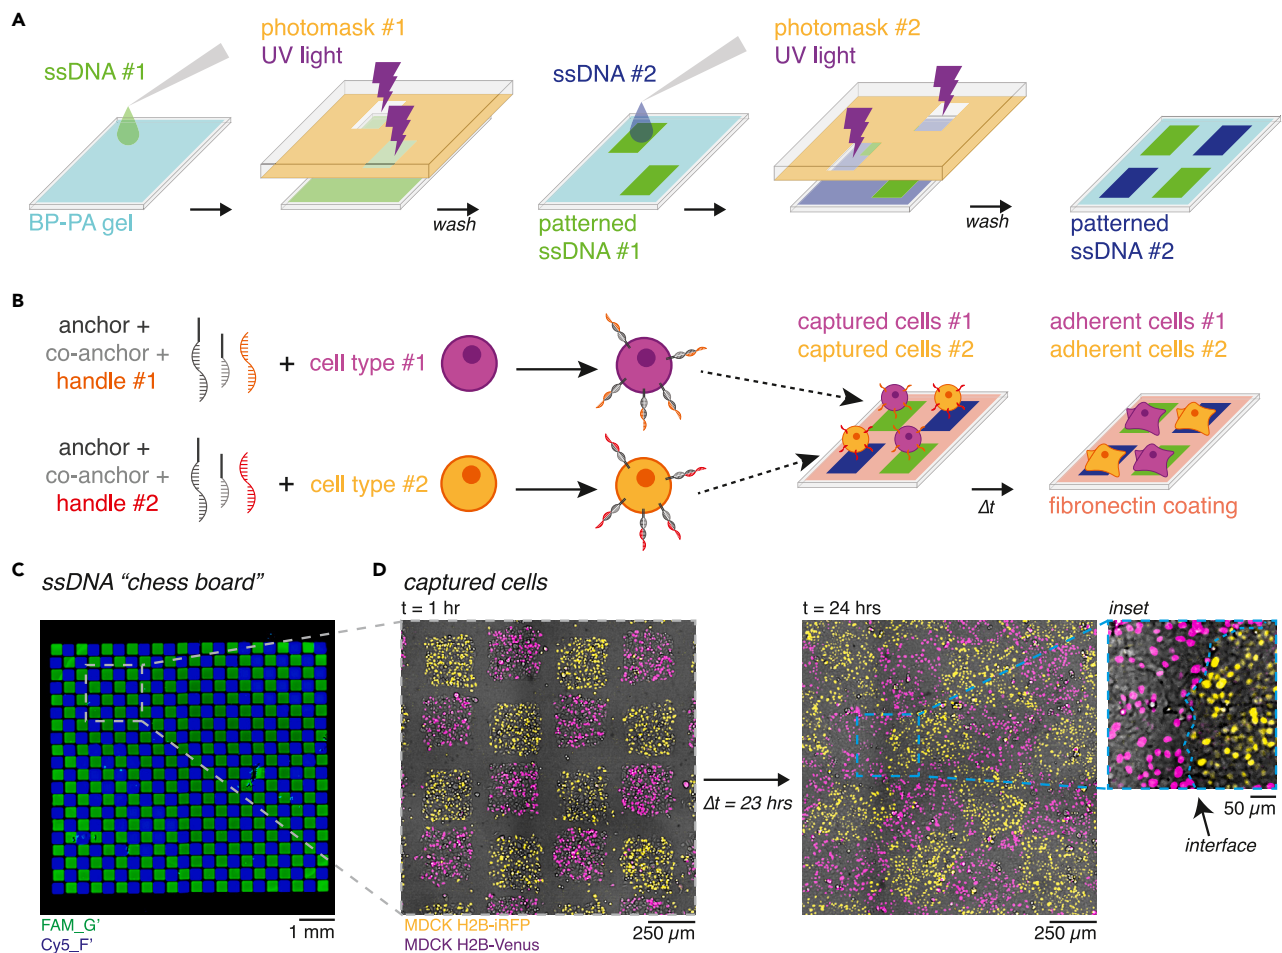 A
ssDNA #1
BP-PA gel
photomask #1
UV light
wash
ssDNA #2
patterned
ssDNA #1
photomask #2
UV light
wash
patterned
ssDNA #2
B
anchor +
co-anchor +
handle #1
+
cell type #1
anchor +
co-anchor +
handle #2
+
cell type #2
captured cells #1
captured cells #2
Δt
adherent cells #1
adherent cells #2
fibronectin coating
C
ssDNA “chess board”
FAM_G’
Cy5_F’
1 mm
D
captured cells
t = 1 hr
MDCK H2B-iRFP
MDCK H2B-Venus
250 µm
Δt = 23 hrs
t = 24 hrs
250 µm
inset
50 µm
interface